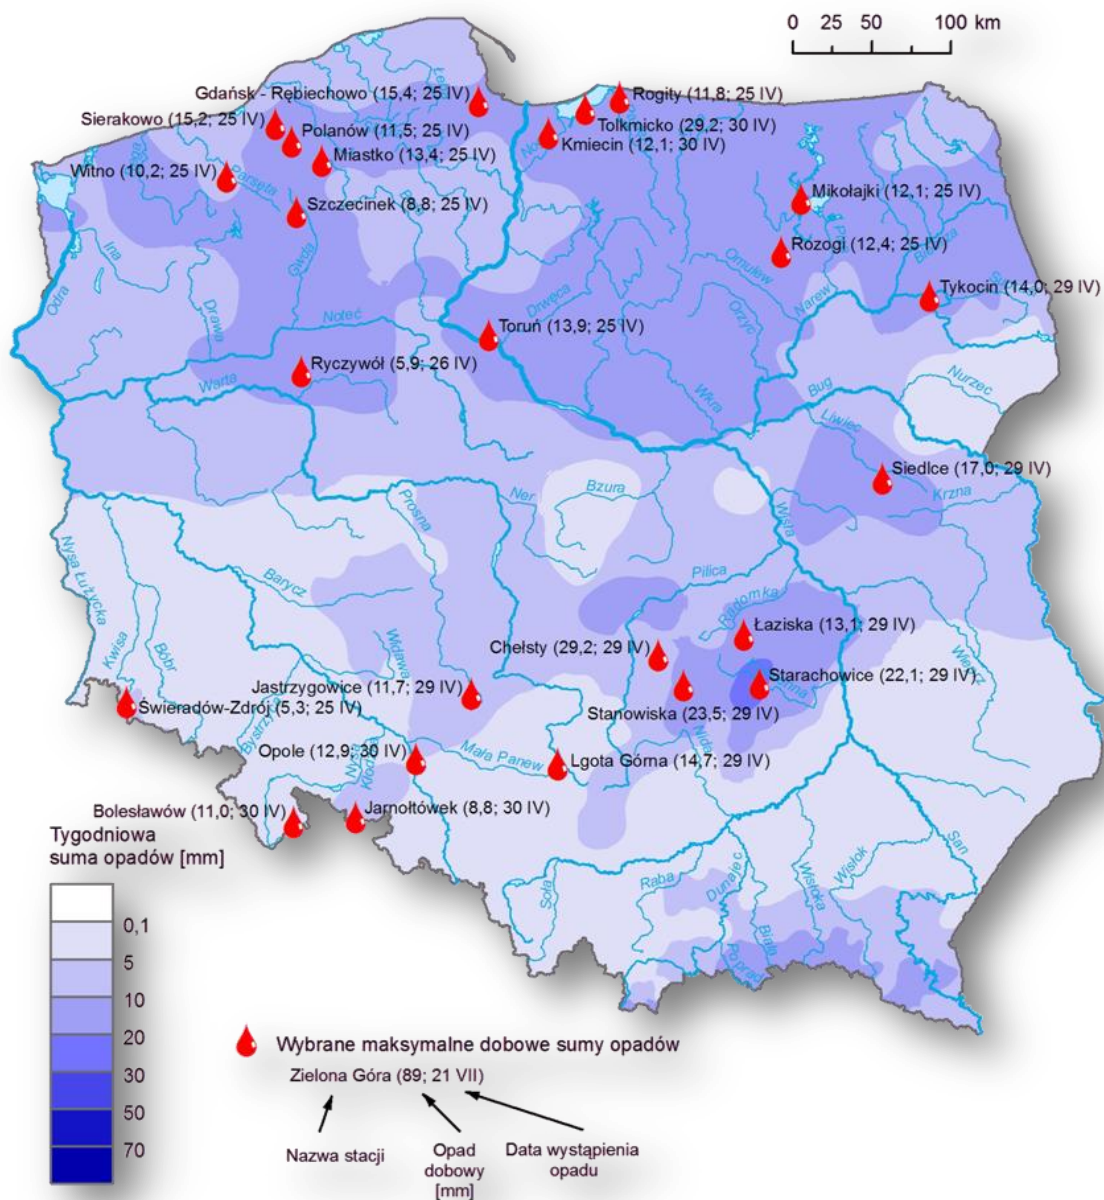 0 25 50 100 km
Gdańsk - Rębiechowo (15,4; 25 IV)
Rogity (11,8; 25 IV)
Sierakowo (15,2; 25 IV)
Tolkmicko (29,2; 30 IV)
Polanów (11,5; 25 IV)
Kmiecin (12,1; 30 IV)
Miastko (13,4; 25 IV)
Witno (10,2; 25 IV)
Mikołajki (12,1; 25 IV)
Szczecinek (8,8; 25 IV)
Rozogi (12,4; 25 IV)
Ina
Gwda
Omulew
Biebrza
Tykocin (14,0; 29 IV)
Odra
Drawa
Drwęca
Narew
Orzyc
Noteć
Toruń (13,9; 25 IV)
Ryczywół (5,9; 26 IV)
Warta
Wkra
Bug
Nurzec
Liwiec
Siedlce (17,0; 29 IV)
Ner
Bzura
Krzna
Prosna
Wisła
Nysa Łużycka
Barycz
Pilica
Radomka
Łaziska (13,1; 29 IV)
Kwisa
Bóbr
Widawa
Chełsty (29,2; 29 IV)
Wieprz
Starachowice (22,1; 29 IV)
Jastrzygowice (11,7; 29 IV)
Świeradów-Zdrój (5,3; 25 IV)
Stanowiska (23,5; 29 IV)
Bystrzyca
Nida
Opole (12,9; 30 IV)
Mała Panew
Lgota Górna (14,7; 29 IV)
Nysa
Kłodzka
Bolesławów (11,0; 30 IV)
Jarnołtówek (8,8; 30 IV)
Soła
Raba
Dunajec
Biała
Poprad
Wisłoka
Wisłok
San
Tygodniowa
suma opadów [mm]
0,1
5
10
20
30
50
70
Wybrane maksymalne dobowe sumy opadów
Zielona Góra (89; 21 VII)
Nazwa stacji
Opad
dobowy
[mm]
Data wystąpienia
opadu